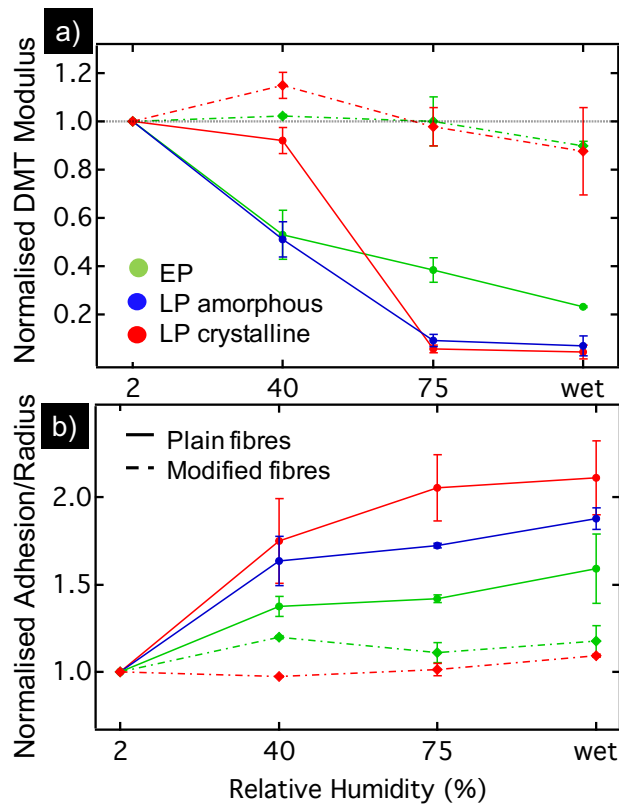 a)
Normalised DMT Modulus
1.2
1.0
0.8
0.6
0.4
0.2
EP
LP amorphous
LP crystalline
2 40 75 wet
b)
Normalised Adhesion/Radius
Plain fibres
Modified fibres
2.0
1.5
1.0
2 40 75 wet
Relative Humidity (%)